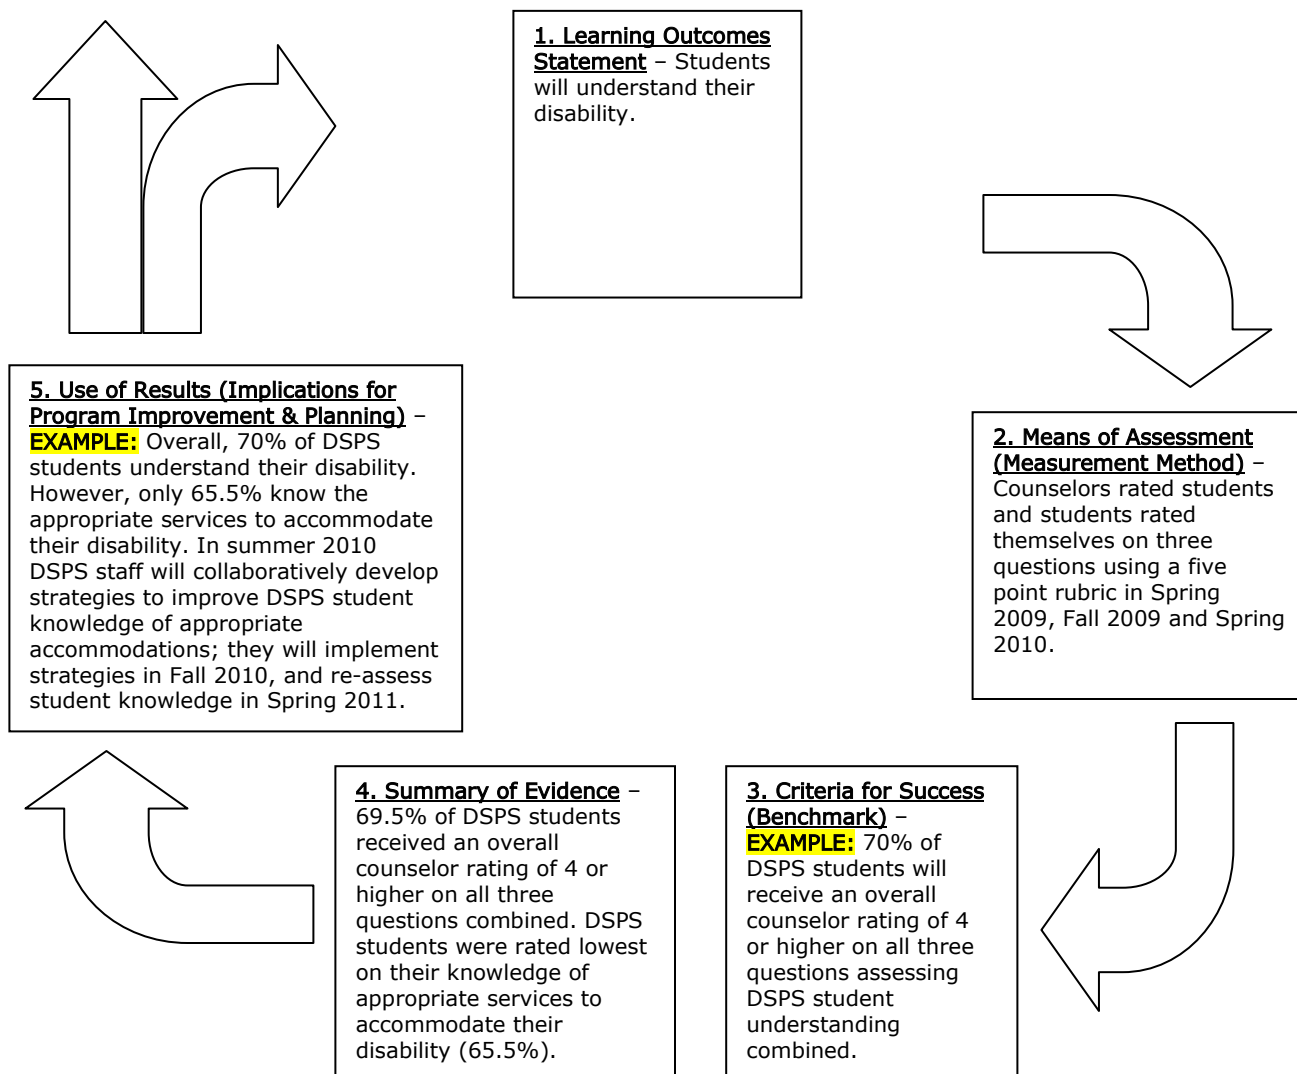 1. Learning Outcomes
Statement – Students
will understand their
disability.
2. Means of Assessment
(Measurement Method) –
Counselors rated students
and students rated
themselves on three
questions using a five
point rubric in Spring
2009, Fall 2009 and Spring
2010.
3. Criteria for Success
(Benchmark) –
EXAMPLE: 70% of
DSPS students will
receive an overall
counselor rating of 4
or higher on all three
questions assessing
DSPS student
understanding
combined.
4. Summary of Evidence –
69.5% of DSPS students
received an overall
counselor rating of 4 or
higher on all three
questions combined. DSPS
students were rated lowest
on their knowledge of
appropriate services to
accommodate their
disability (65.5%).
5. Use of Results (Implications for
Program Improvement & Planning) –
EXAMPLE: Overall, 70% of DSPS
students understand their disability.
However, only 65.5% know the
appropriate services to accommodate
their disability. In summer 2010
DSPS staff will collaboratively develop
strategies to improve DSPS student
knowledge of appropriate
accommodations; they will implement
strategies in Fall 2010, and re-assess
student knowledge in Spring 2011.